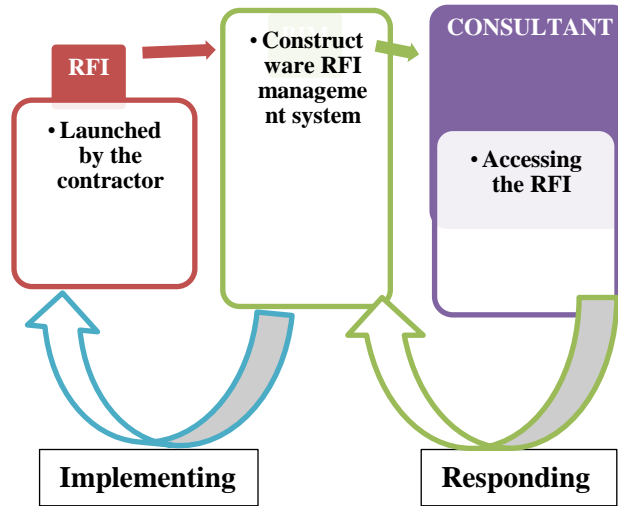 RFI
• Launched
by the
contractor
• Construct
ware RFI
manageme
nt system
CONSULTANT
• Accessing
the RFI
Implementing
Responding